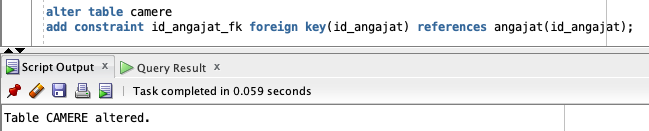 alter table camere
add constraint id_angajat_fk foreign key(id_angajat) references angajat(id_angajat);
Script Output x Query Result x
Task completed in 0.059 seconds
Table CAMERE altered.